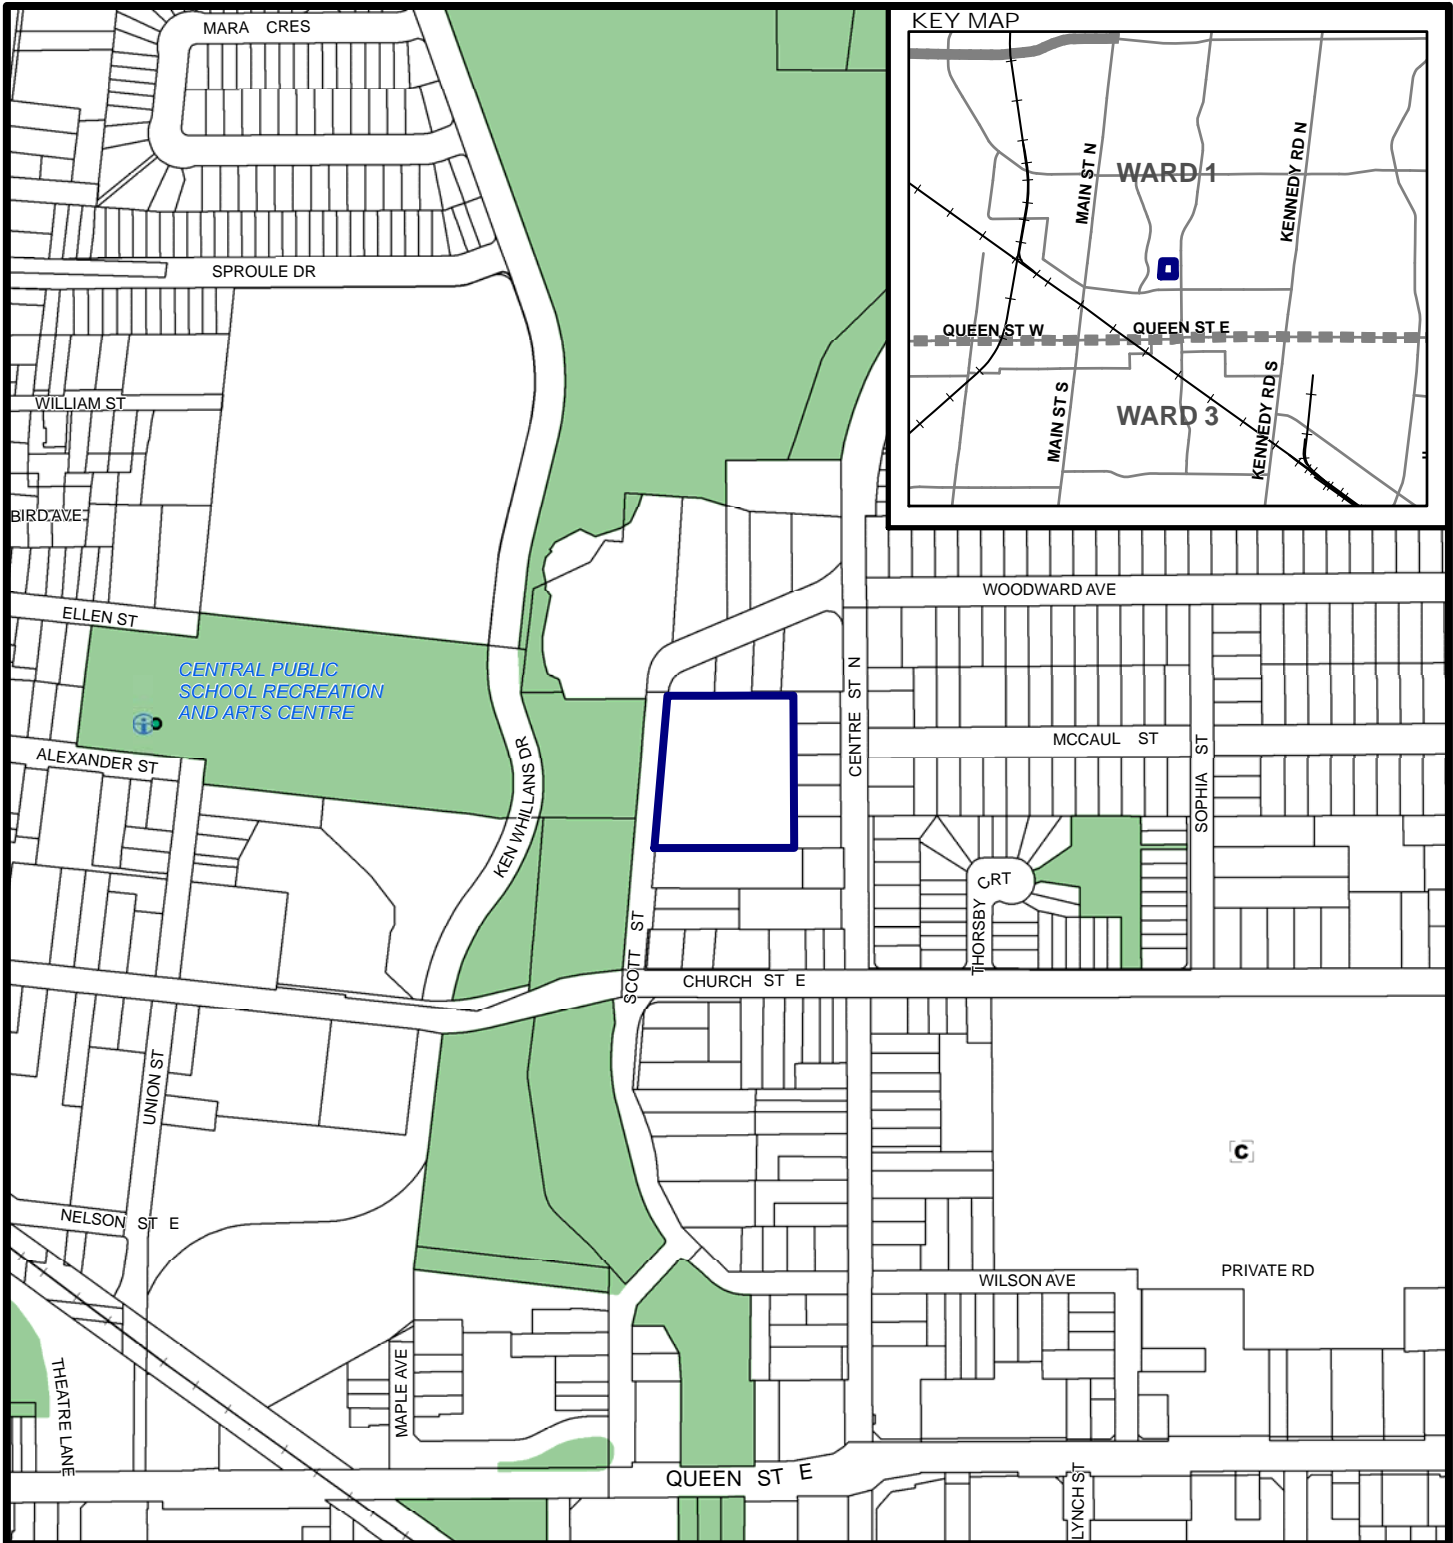 MARA CRES
KEY MAP
MAIN ST N
WARD 1
KENNEDY RD N
SPROULE DR
QUEEN ST W
QUEEN ST E
MAIN ST S
WARD 3
KENNEDY RD S
WILLIAM ST
BIRD AVE
WOODWARD AVE
ELLEN ST
CENTRAL PUBLIC
SCHOOL RECREATION
AND ARTS CENTRE
CENTRE ST N
MCCAUL ST
SOPHIA ST
ALEXANDER ST
KEN WHILLANS DR
THORSBY CRT
SCOTT ST
CHURCH ST E
UNION ST
C
NELSON ST E
WILSON AVE
PRIVATE RD
THEATRE LANE
MAPLE AVE
QUEEN ST E
LYNCH ST